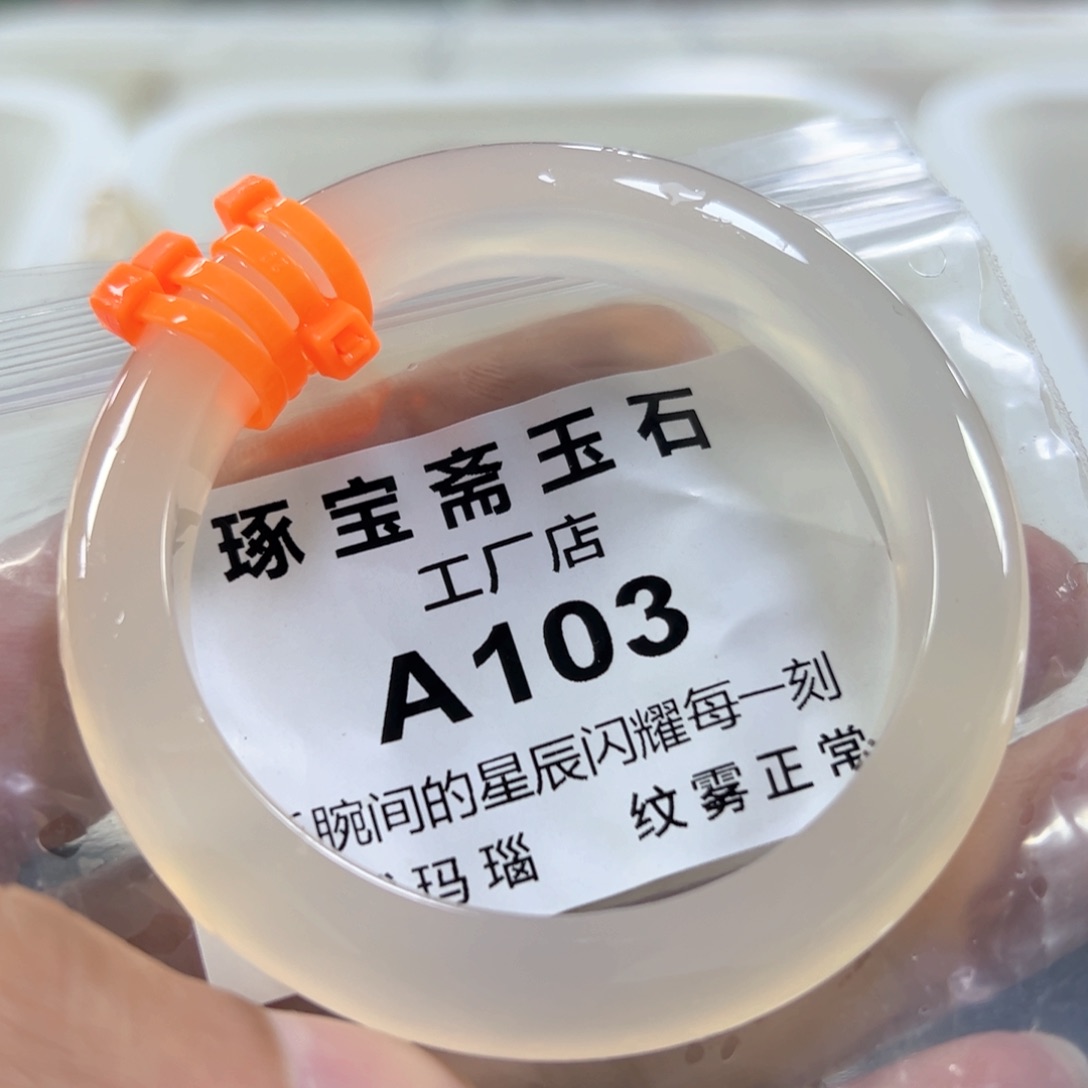 琢宝斋玉石
工厂店
A103
腕间的星辰闪耀每一刻
玛瑙 纹雾正常